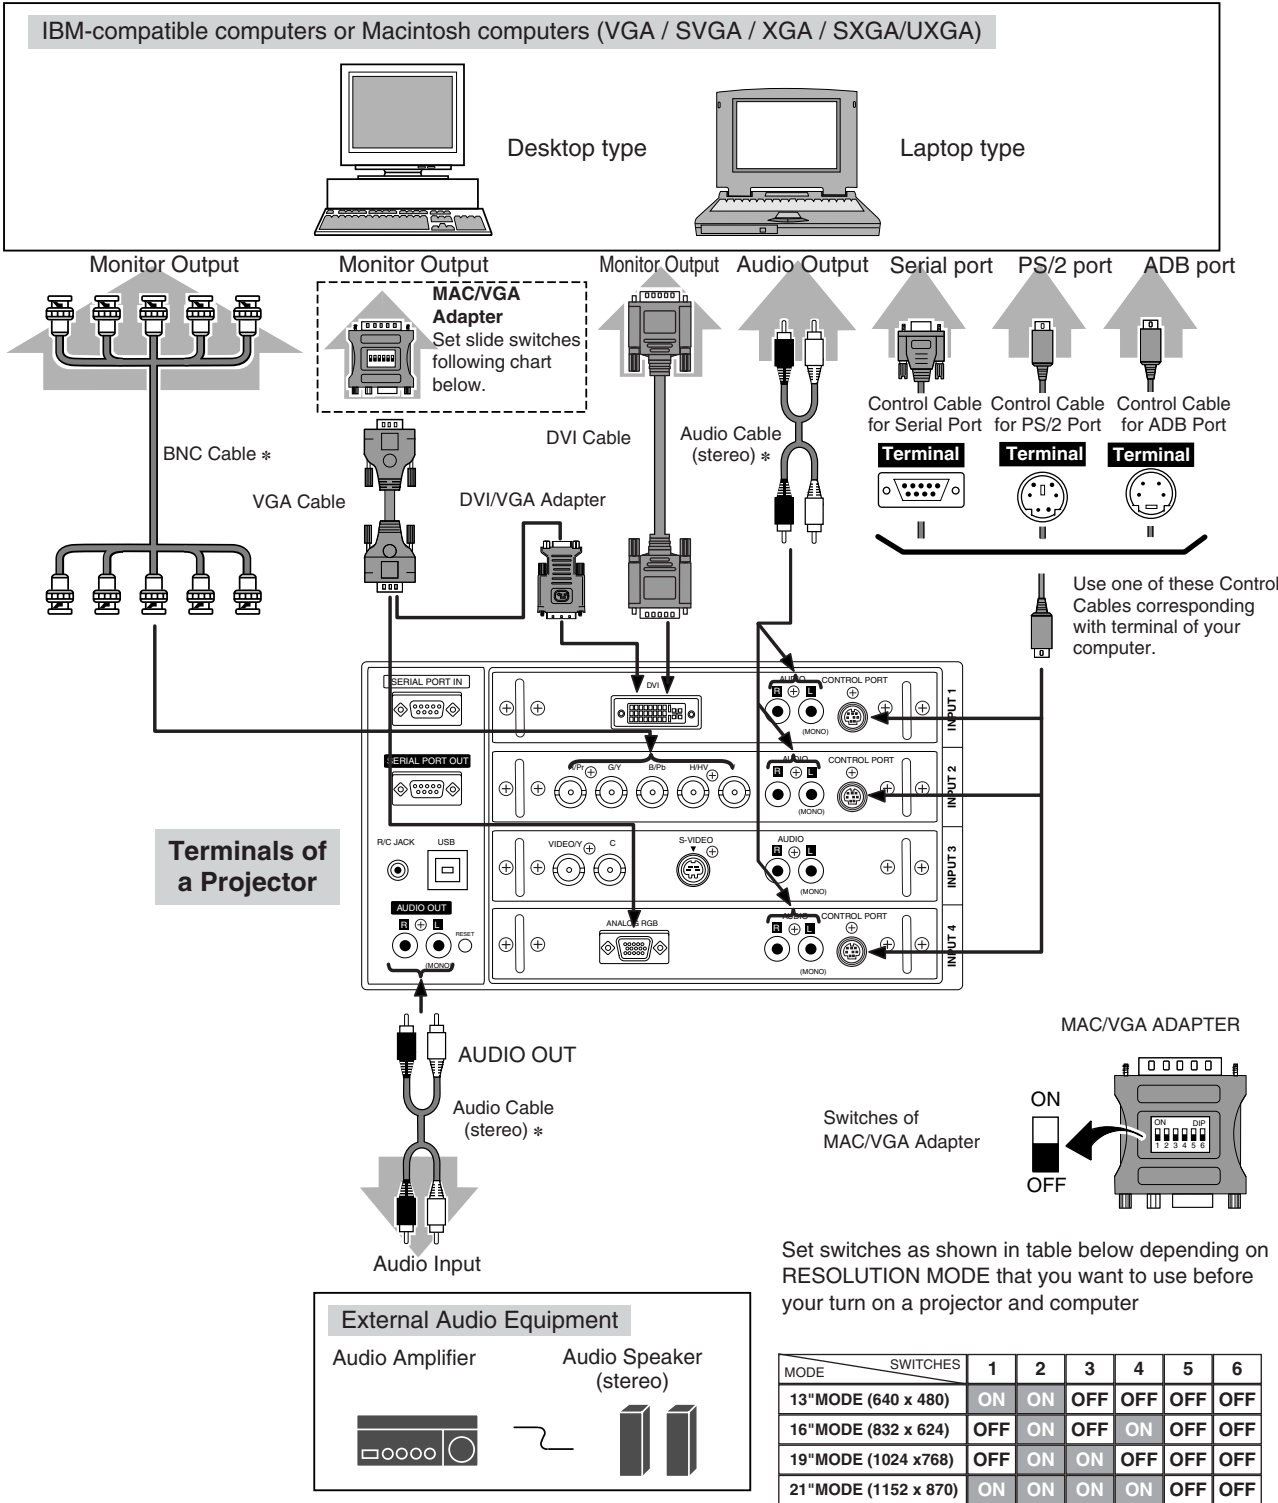 IBM-compatible computers or Macintosh computers (VGA / SVGA / XGA / SXGA/UXGA)
Desktop type
Laptop type
Monitor Output
Monitor Output
Monitor Output
Audio Output
Serial port
PS/2 port
ADB port
MAC/VGA
Adapter
Set slide switches
following chart
below.
Control Cable
for Serial Port
Control Cable
for PS/2 Port
Control Cable
for ADB Port
BNC Cable *
VGA Cable
DVI/VGA Adapter
DVI Cable
Audio Cable
(stereo) *
Terminal
Terminal
Terminal
Use one of these Control
Cables corresponding
with terminal of your
computer.
Terminals of
a Projector
SERIAL PORT IN
SERIAL PORT OUT
R/C JACK
USB
AUDIO OUT
R
L
(MONO)
RESET
DVI
AUDIO
R
L
(MONO)
CONTROL PORT
INPUT 1
R/Pr
G/Y
B/Pb
H/HV
V
AUDIO
R
L
(MONO)
CONTROL PORT
INPUT 2
VIDEO/Y
C
S-VIDEO
AUDIO
R
L
(MONO)
INPUT 3
ANALOG RGB
AUDIO
R
L
(MONO)
CONTROL PORT
INPUT 4
AUDIO OUT
Audio Cable
(stereo) *
Audio Input
External Audio Equipment
Audio Amplifier
Audio Speaker
(stereo)
MAC/VGA ADAPTER
Switches of
MAC/VGA Adapter
ON
OFF
ON DIP
1 2 3 4 5 6
Set switches as shown in table below depending on
RESOLUTION MODE that you want to use before
your turn on a projector and computer
MODE SWITCHES 1 2 3 4 5 6
13"MODE (640 x 480) ON ON OFF OFF OFF OFF
16"MODE (832 x 624) OFF ON OFF ON OFF OFF
19"MODE (1024 x768) OFF ON ON OFF OFF OFF
21"MODE (1152 x 870) ON ON ON ON OFF OFF